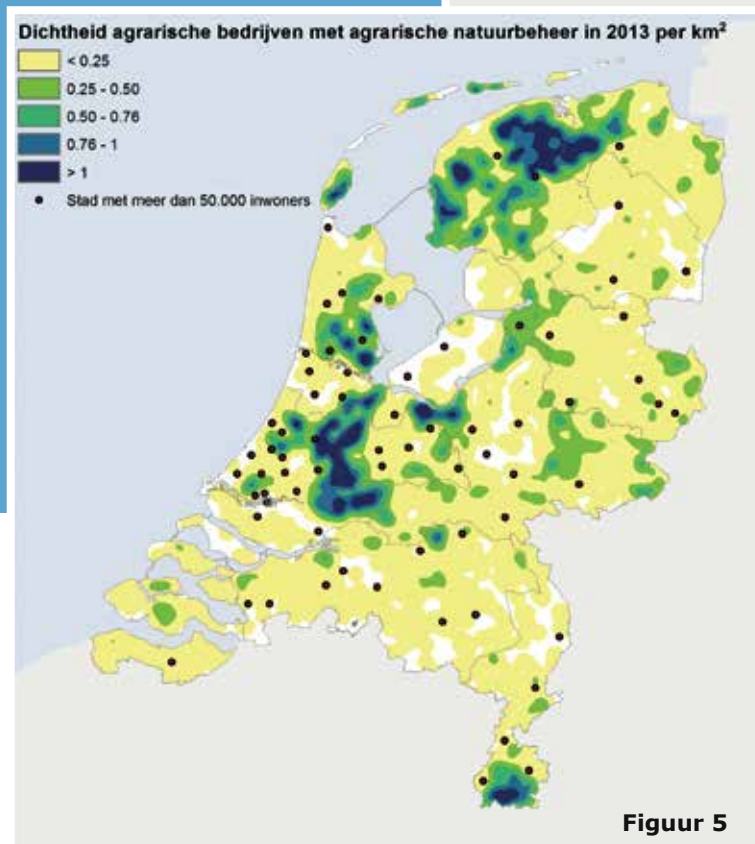 Dichtheid agrarische bedrijven met agrarische natuurbeheer in 2013 per km²
< 0.25
0.25 - 0.50
0.50 - 0.76
0.76 - 1
> 1
Stad met meer dan 50.000 inwoners
Figuur 5